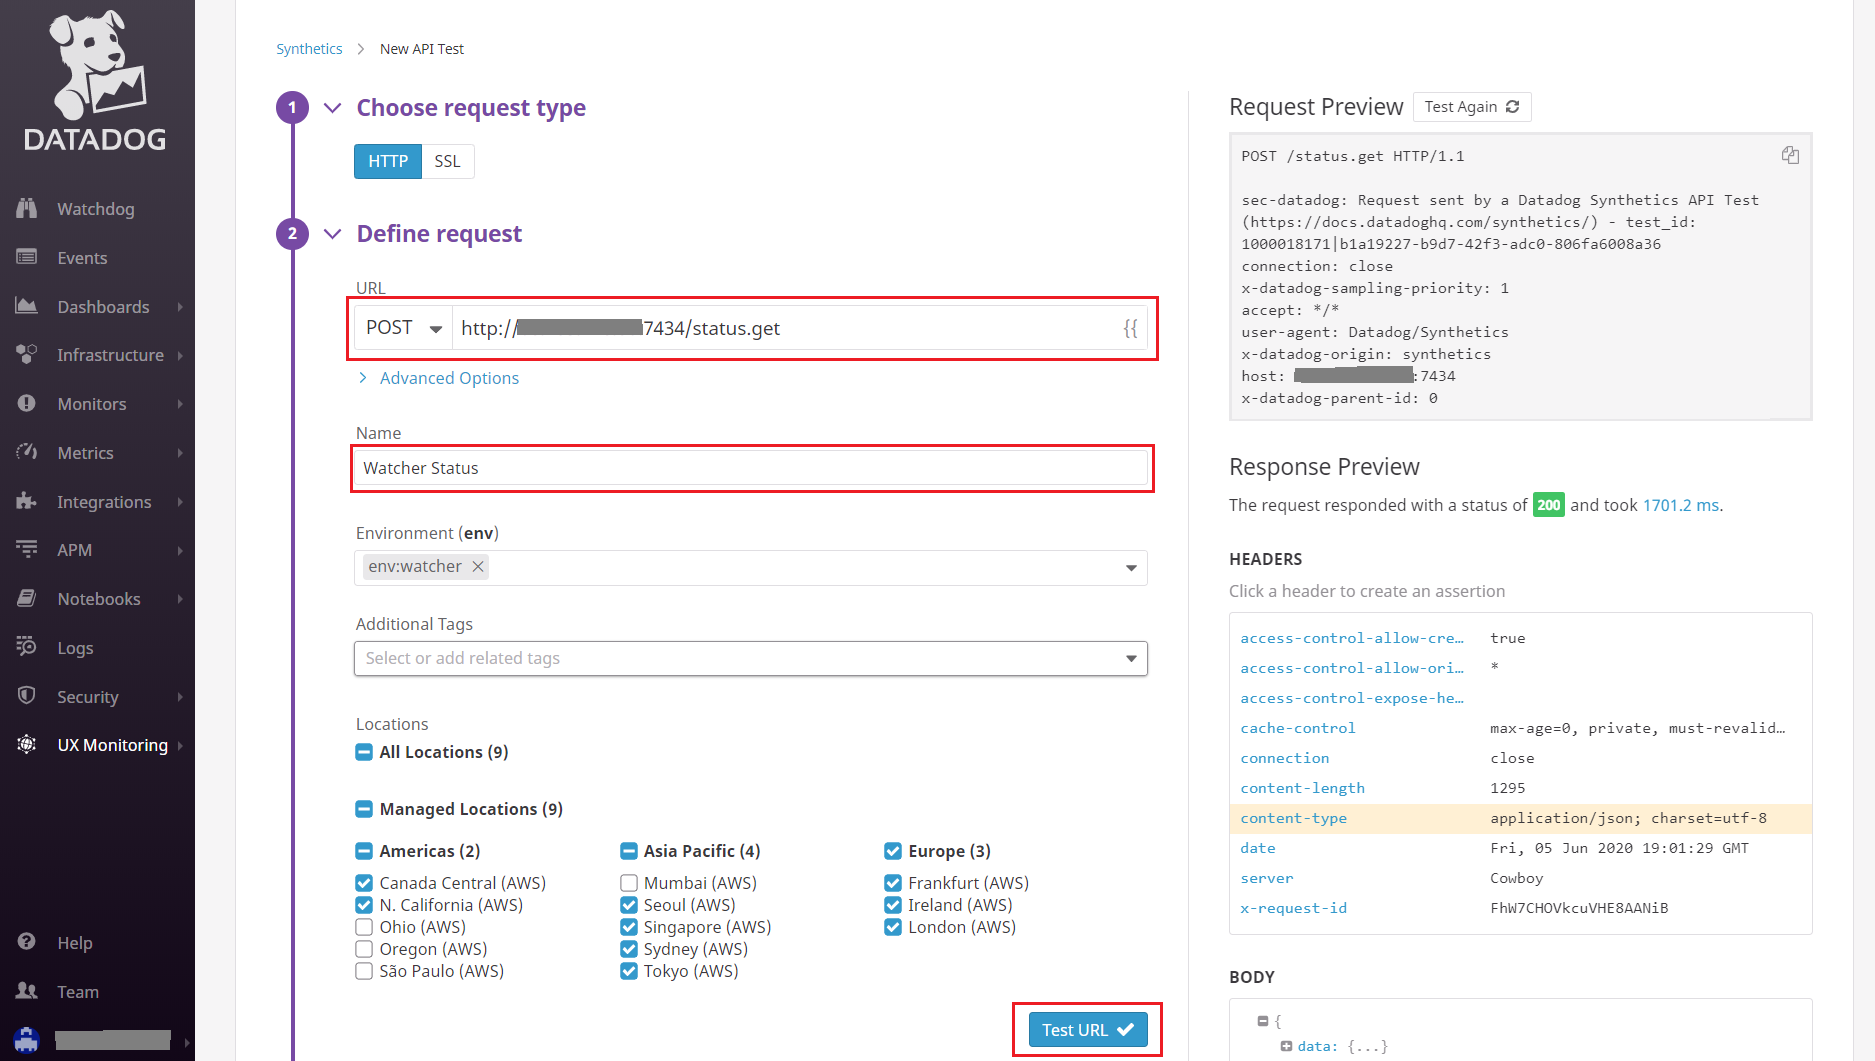 DATADOG
Watchdog
Events
Dashboards
Infrastructure
Monitors
Metrics
Integrations
APM
Notebooks
Logs
Security
UX Monitoring
Help
Team
Synthetics > New API Test
1 Choose request type
HTTP SSL
2 Define request
URL
POST http:// 7434/status.get {{
> Advanced Options
Name
Watcher Status
Environment (env)
env:watcher ×
Additional Tags
Select or add related tags
Locations
All Locations (9)
Managed Locations (9)
Americas (2)
Canada Central (AWS)
N. California (AWS)
Ohio (AWS)
Oregon (AWS)
São Paulo (AWS)
Asia Pacific (4)
Mumbai (AWS)
Seoul (AWS)
Singapore (AWS)
Sydney (AWS)
Tokyo (AWS)
Europe (3)
Frankfurt (AWS)
Ireland (AWS)
London (AWS)
Test URL
Request Preview Test Again
POST /status.get HTTP/1.1
sec-datadog: Request sent by a Datadog Synthetics API Test
(https://docs.datadoghq.com/synthetics/) - test_id:
1000018171|b1a19227-b9d7-42f3-adc0-806fa6008a36
connection: close
x-datadog-sampling-priority: 1
accept: */*
user-agent: Datadog/Synthetics
x-datadog-origin: synthetics
host: :7434
x-datadog-parent-id: 0
Response Preview
The request responded with a status of 200 and took 1701.2 ms.
HEADERS
Click a header to create an assertion
access-control-allow-cre… true
access-control-allow-ori… *
access-control-expose-he…
cache-control max-age=0, private, must-revalid…
connection close
content-length 1295
content-type application/json; charset=utf-8
date Fri, 05 Jun 2020 19:01:29 GMT
server Cowboy
x-request-id FhW7CHOVkcuVHE8AANiB
BODY
{
data: {...}